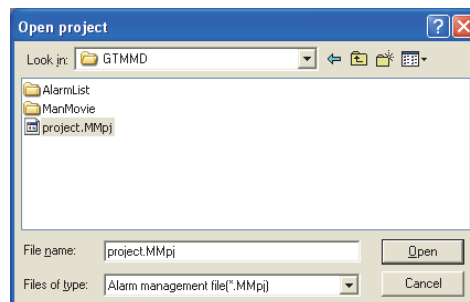 Open project
Look in: GTMMD
AlarmList
ManMovie
project.MMpj
File name: project.MMpj Open
Files of type: Alarm management file(*.MMpj) Cancel